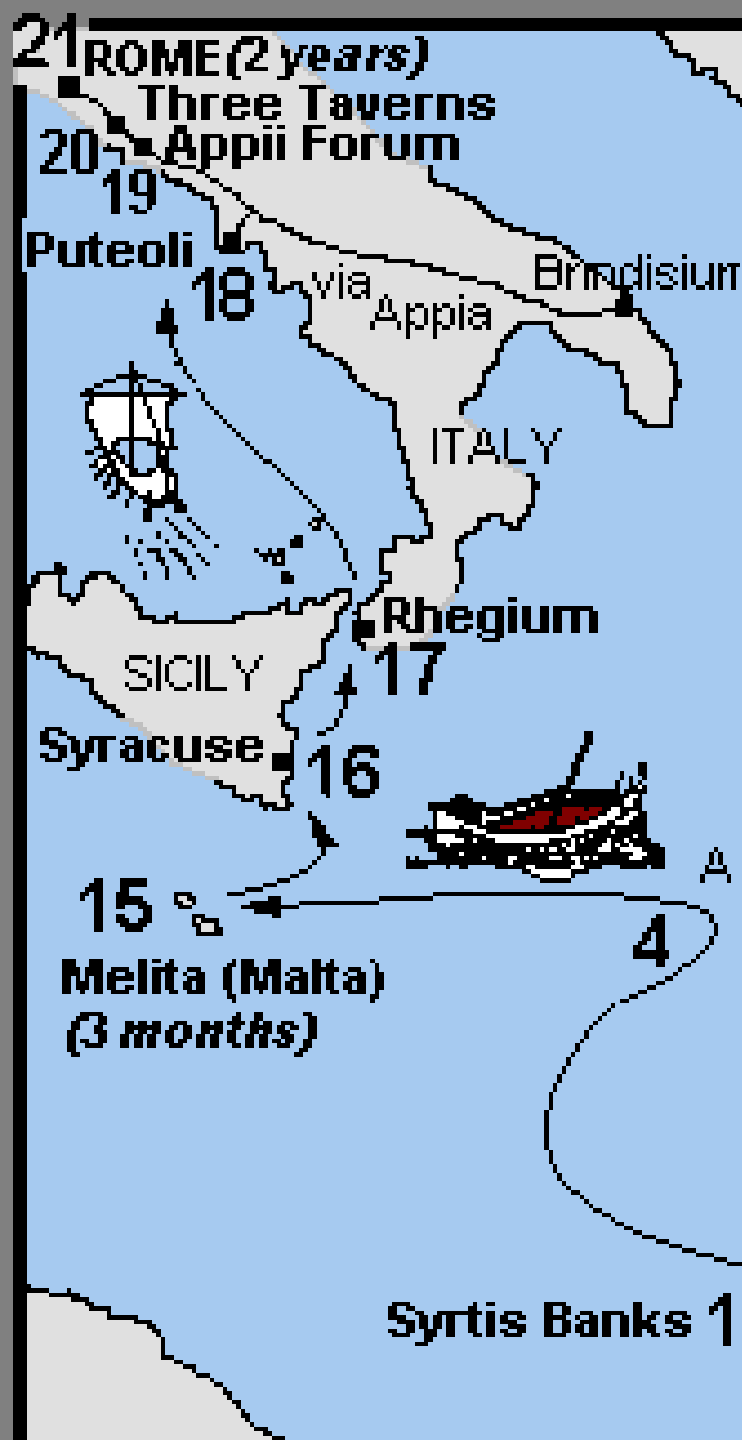 21 ROME (2 years)
Three Taverns
20 Appii Forum
19
Puteoli
Brindisium
18 via
Appia
ITALY
Rhegium
SICILY 17
Syracuse 16
A
15 4
Melita (Malta)
(3 months)
Syrtis Banks 1